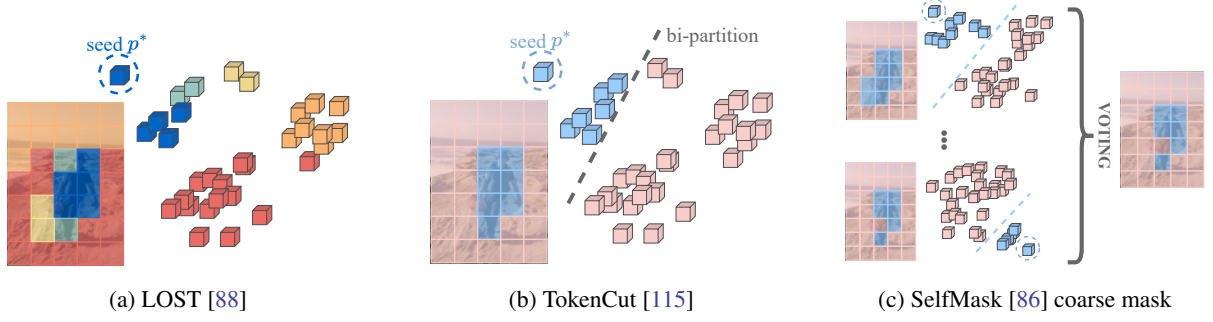 seed p*
(a) LOST [88]
seed p*
bi-partition
(b) TokenCut [115]
VOTING
(c) SelfMask [86] coarse mask